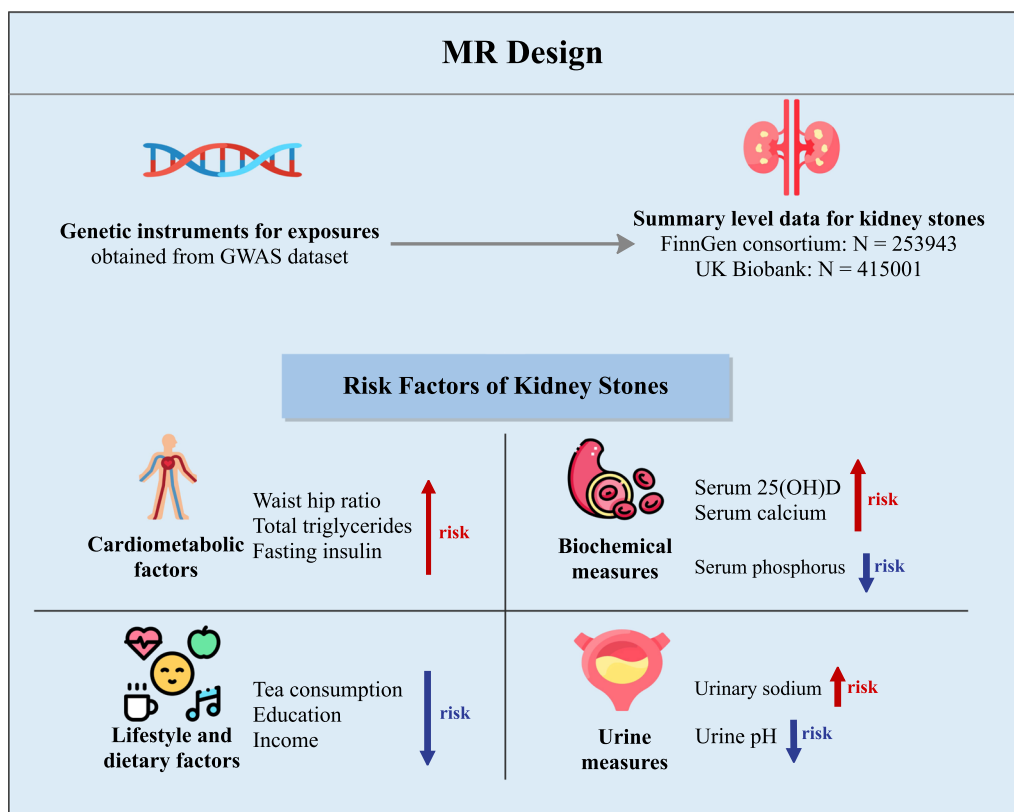 MR Design
Genetic instruments for exposures
obtained from GWAS dataset
Summary level data for kidney stones
FinnGen consortium: N = 253943
UK Biobank: N = 415001
Risk Factors of Kidney Stones
Cardiometabolic
factors
Waist hip ratio
Total triglycerides
Fasting insulin
risk
Biochemical
measures
Serum 25(OH)D
Serum calcium
risk
Serum phosphorus
risk
Lifestyle and
dietary factors
Tea consumption
Education
Income
risk
Urine
measures
Urinary sodium
risk
Urine pH
risk